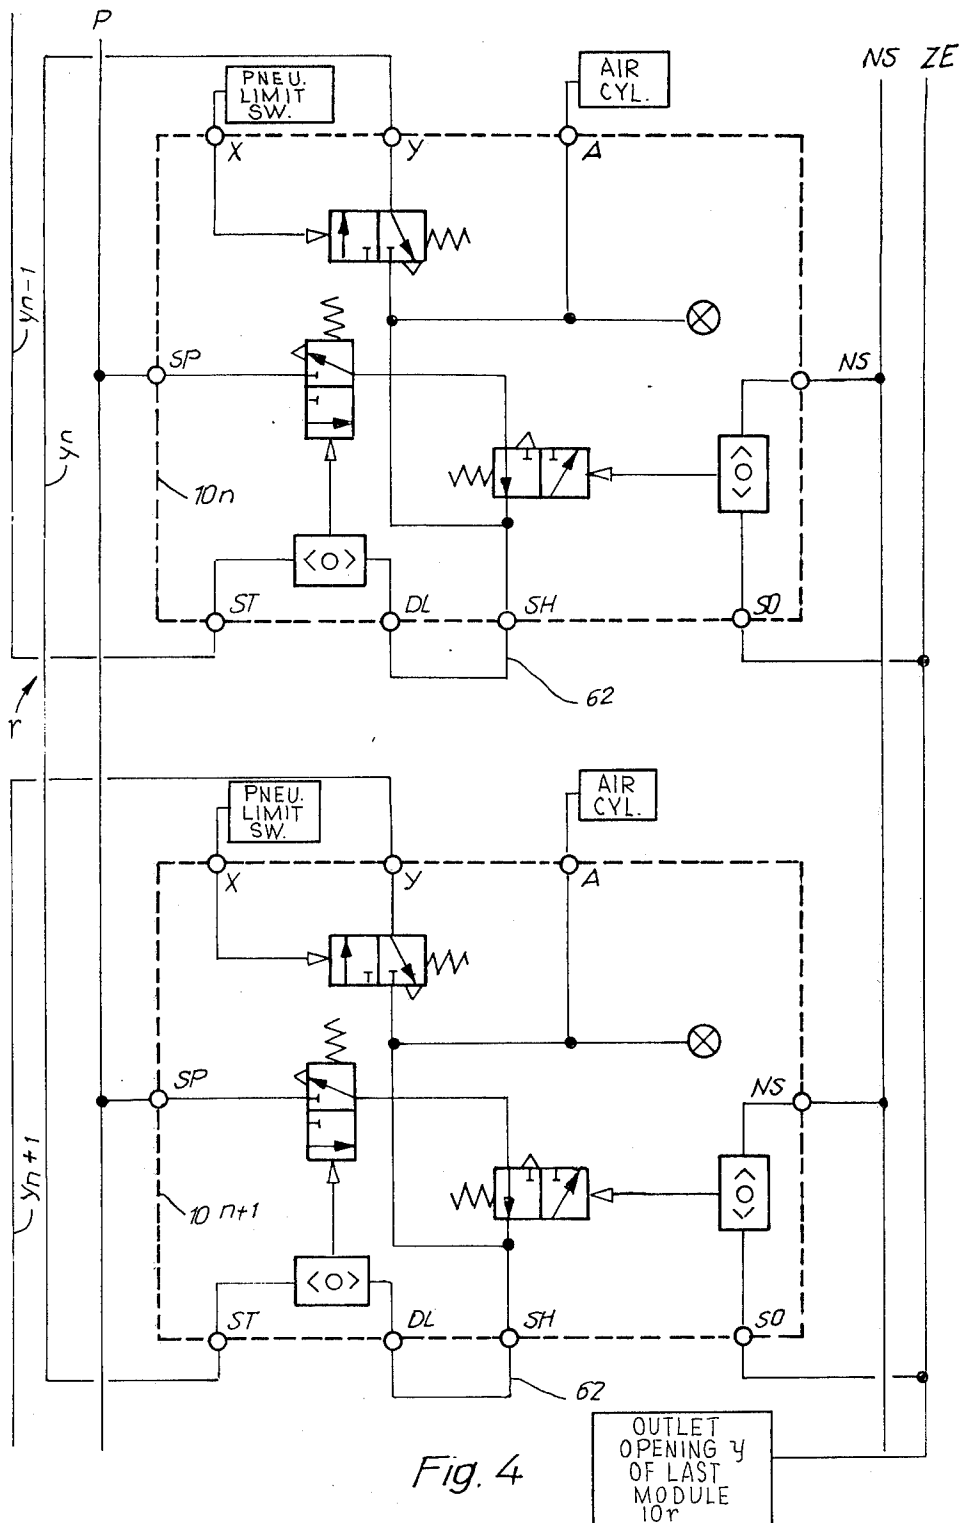 P
NS ZE
PNEU.
LIMIT
SW.
AIR
CYL.
X
Y
A
yn-1
SP
NS
yn
10n
ST
DL
SH
SO
62
r
PNEU.
LIMIT
SW.
AIR
CYL.
X
Y
A
SP
NS
yn+1
10 n+1
ST
DL
SH
SO
62
Fig. 4
OUTLET
OPENING y
OF LAST
MODULE
10r